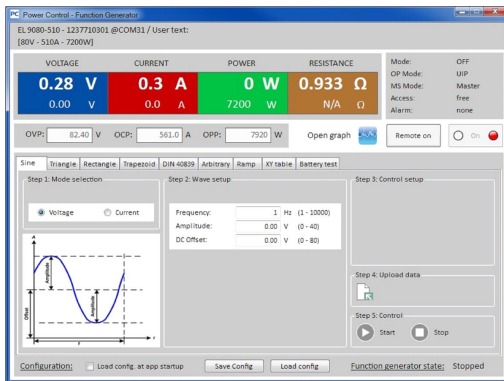 PC Power Control - Function Generator
EL 9080-510 - 1237710301 @COM31 / User text:
[80V - 510A - 7200W]
VOLTAGE CURRENT POWER RESISTANCE
0.28 V 0.3 A 0 W 0.933 Ω
0.00 V 0.0 A 7200 W N/A Ω
Mode: OFF
OP Mode: UIP
MS Mode: Master
Access: free
Alarm: none
OVP: 82.40 V OCP: 561.0 A OPP: 7920 W Open graph Remote on On
Sine Triangle Rectangle Trapezoid DIN 40839 Arbitrary Ramp XY table Battery test
Step 1: Mode selection
Voltage Current
Step 2: Wave setup
Frequency: 1 Hz (1 - 10000)
Amplitude: 0.00 V (0 - 40)
DC Offset: 0.00 V (0 - 80)
Step 3: Control setup
A
Amplitude
Amplitude
Offset
t
Step 4: Upload data
Step 5: Control
Start Stop
Configuration: Load config. at app startup Save Config Load config Function generator state: Stopped